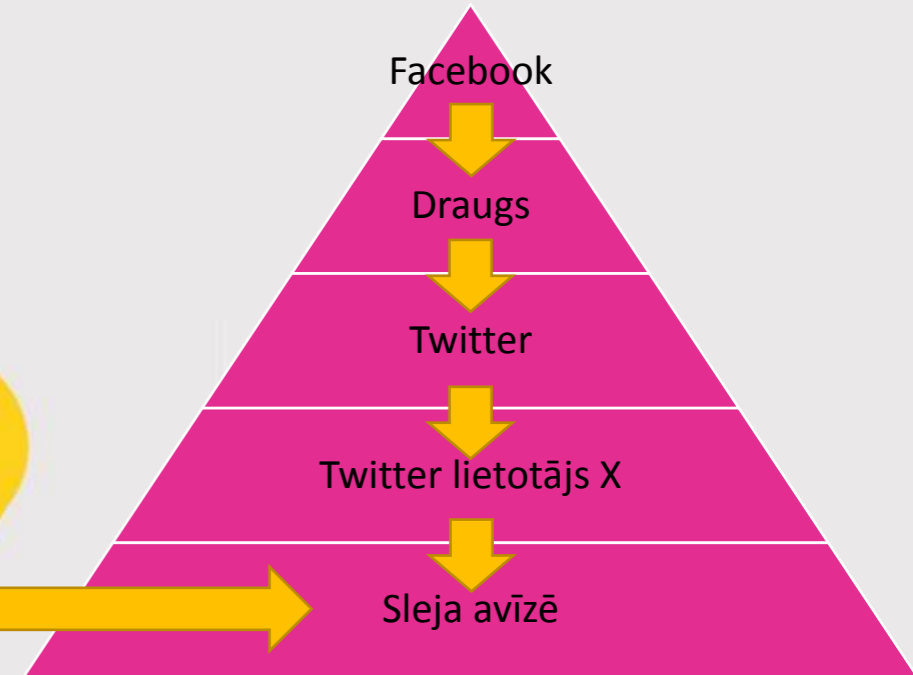 Facebook
Draugs
Twitter
Twitter lietotājs X
Sleja avīzē